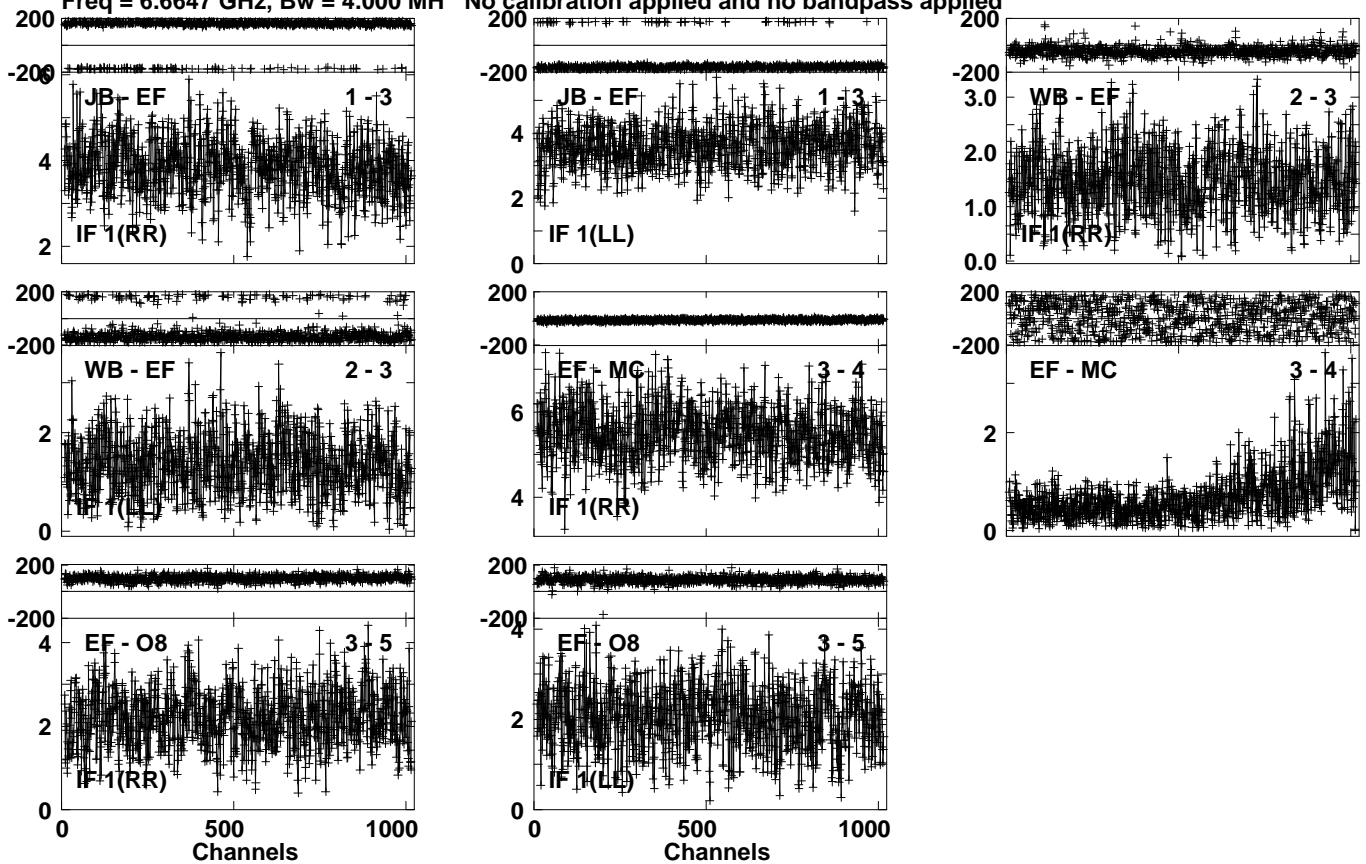 Freq = 6.6647 GHz, Bw = 4.000 MH No calibration applied and no bandpass applied
200
-200
6
4
2
JB - EF 1 - 3
IF 1(RR)
200
-200
4
2
0
JB - EF 1 - 3
IF 1(LL)
200
-200
3.0
2.0
1.0
0.0
WB - EF 2 - 3
IF 1(RR)
200
-200
2
0
WB - EF 2 - 3
IF 1(LL)
200
-200
6
4
EF - MC 3 - 4
IF 1(RR)
200
-200
2
0
EF - MC 3 - 4
200
-200
4
2
0
EF - O8 3 - 5
IF 1(RR)
0 500 1000
Channels
200
-200
4
2
0
EF - O8 3 - 5
IF 1(LL)
0 500 1000
Channels